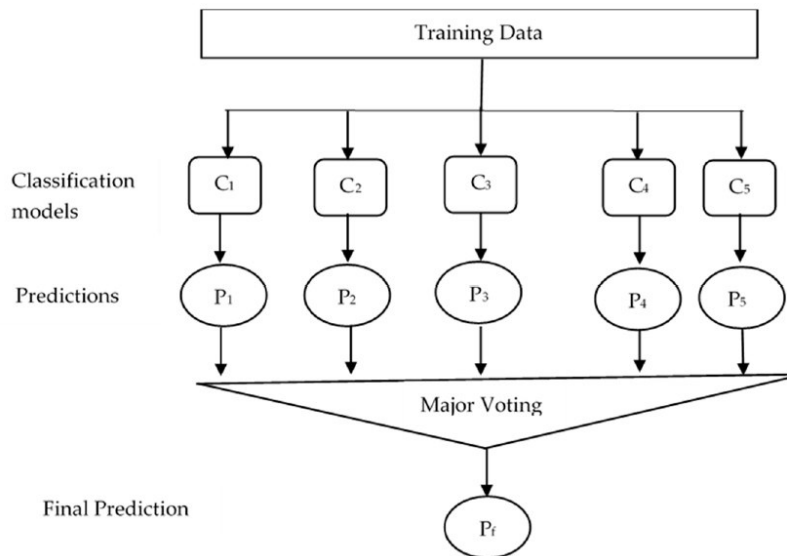 Training Data
Classification
models
C₁ C₂ C₃ C₄ C₅
Predictions
P₁ P₂ P₃ P₄ P₅
Major Voting
Final Prediction
Pf